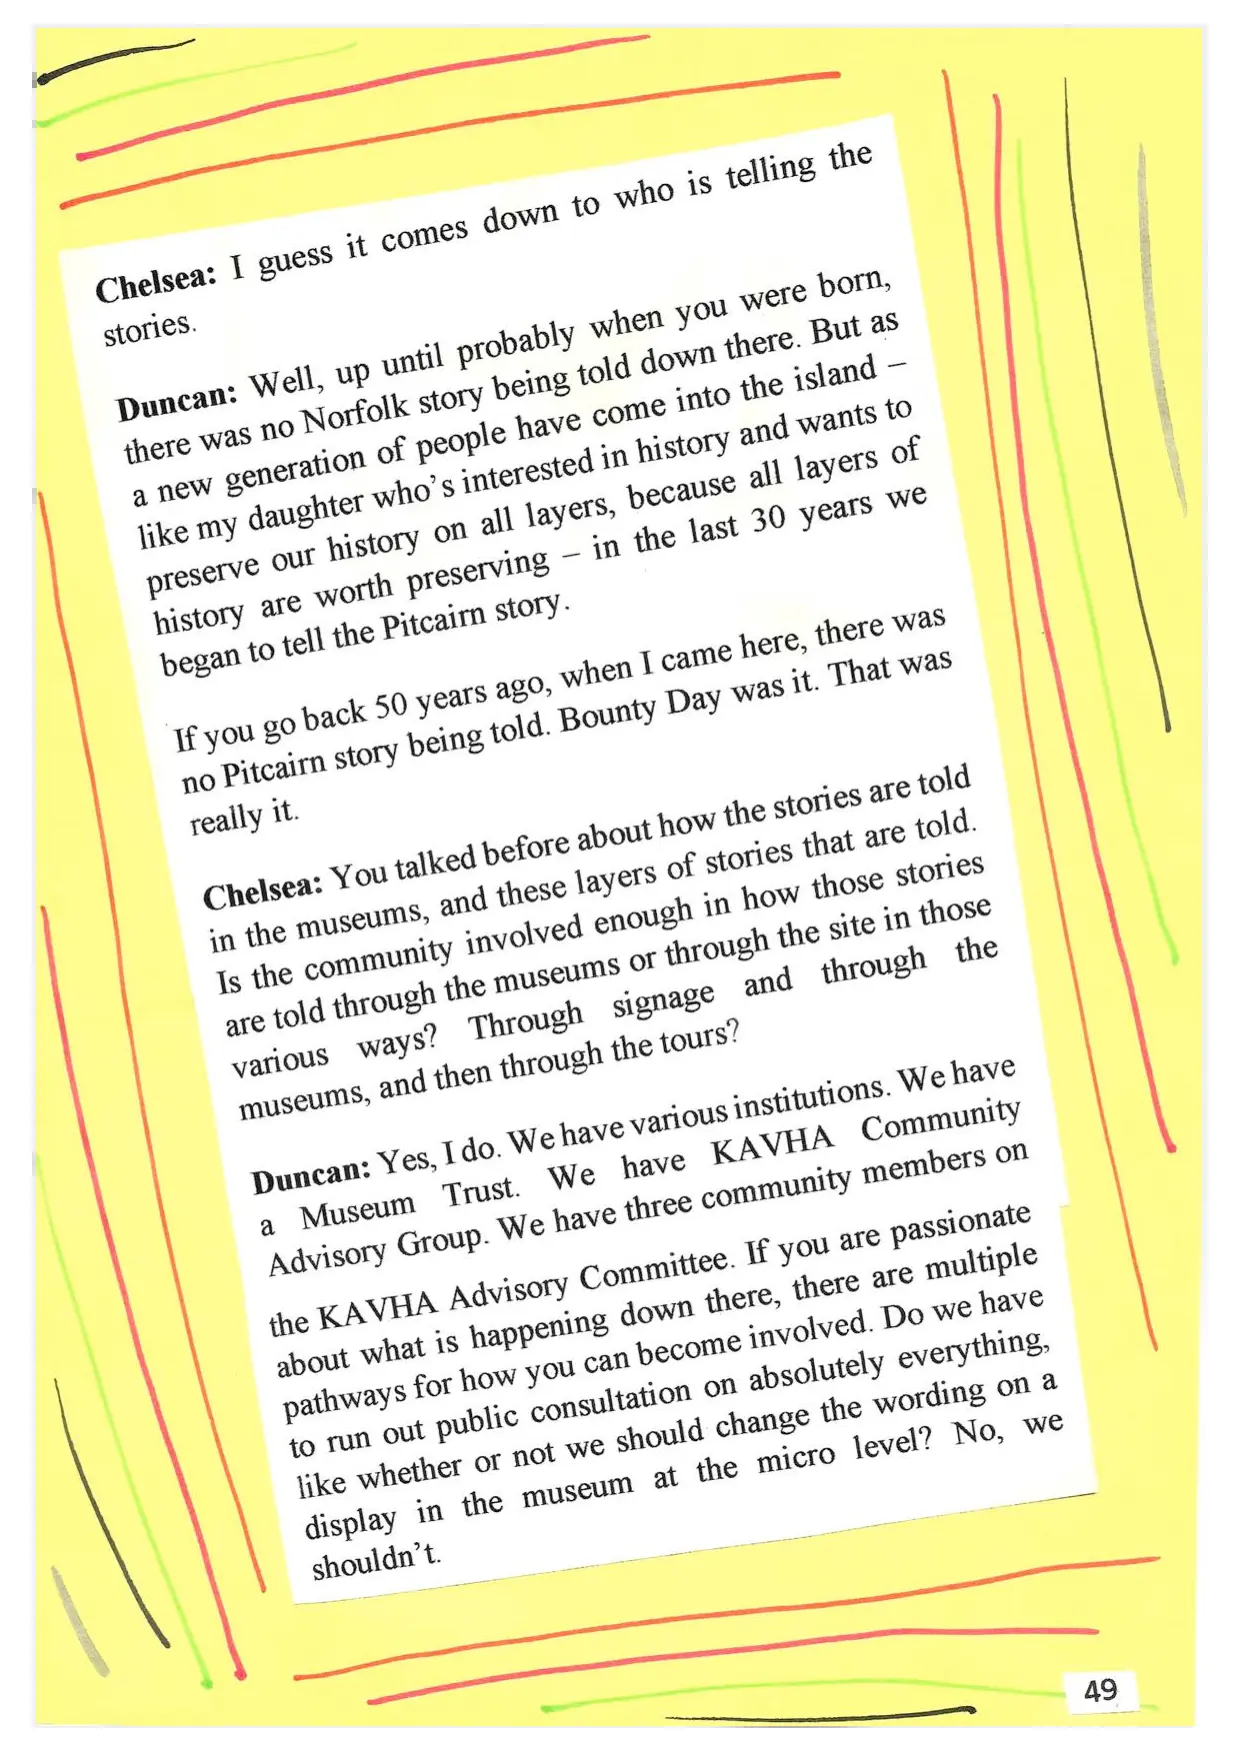 Chelsea: I guess it comes down to who is telling the
stories.
Duncan: Well, up until probably when you were born,
there was no Norfolk story being told down there. But as
a new generation of people have come into the island –
like my daughter who's interested in history and wants to
preserve our history on all layers, because all layers of
history are worth preserving – in the last 30 years we
began to tell the Pitcairn story.
If you go back 50 years ago, when I came here, there was
no Pitcairn story being told. Bounty Day was it. That was
really it.
Chelsea: You talked before about how the stories are told
in the museums, and these layers of stories that are told.
Is the community involved enough in how those stories
are told through the museums or through the site in those
various ways? Through signage and through the
museums, and then through the tours?
Duncan: Yes, I do. We have various institutions. We have
a Museum Trust. We have KAVHA Community
Advisory Group. We have three community members on
the KAVHA Advisory Committee. If you are passionate
about what is happening down there, there are multiple
pathways for how you can become involved. Do we have
to run out public consultation on absolutely everything,
like whether or not we should change the wording on a
display in the museum at the micro level? No, we
shouldn't.
49